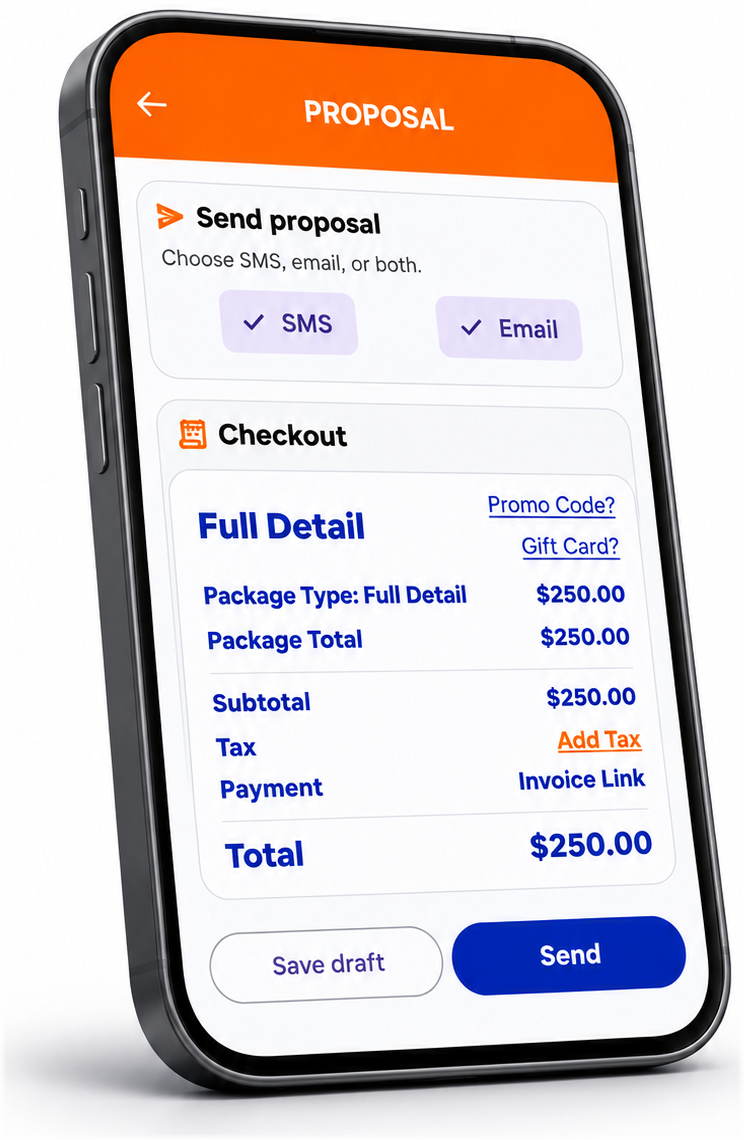 PROPOSAL
Send proposal
Choose SMS, email, or both.
SMS
Email
Checkout
Full Detail
Promo Code?
Gift Card?
Package Type: Full Detail $250.00
Package Total $250.00
Subtotal $250.00
Tax Add Tax
Payment Invoice Link
Total $250.00
Save draft
Send